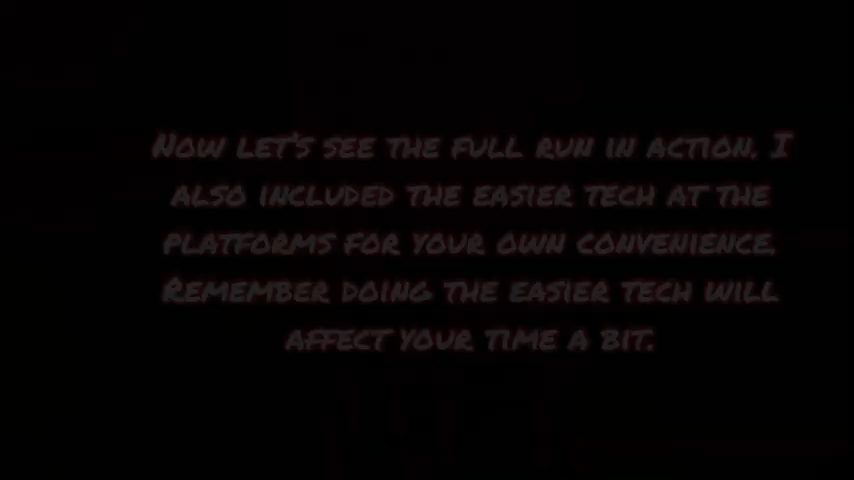 Now let's see the full run in action. I
also included the easier tech at the
platforms for your own convenience.
Remember doing the easier tech will
affect your time a bit.